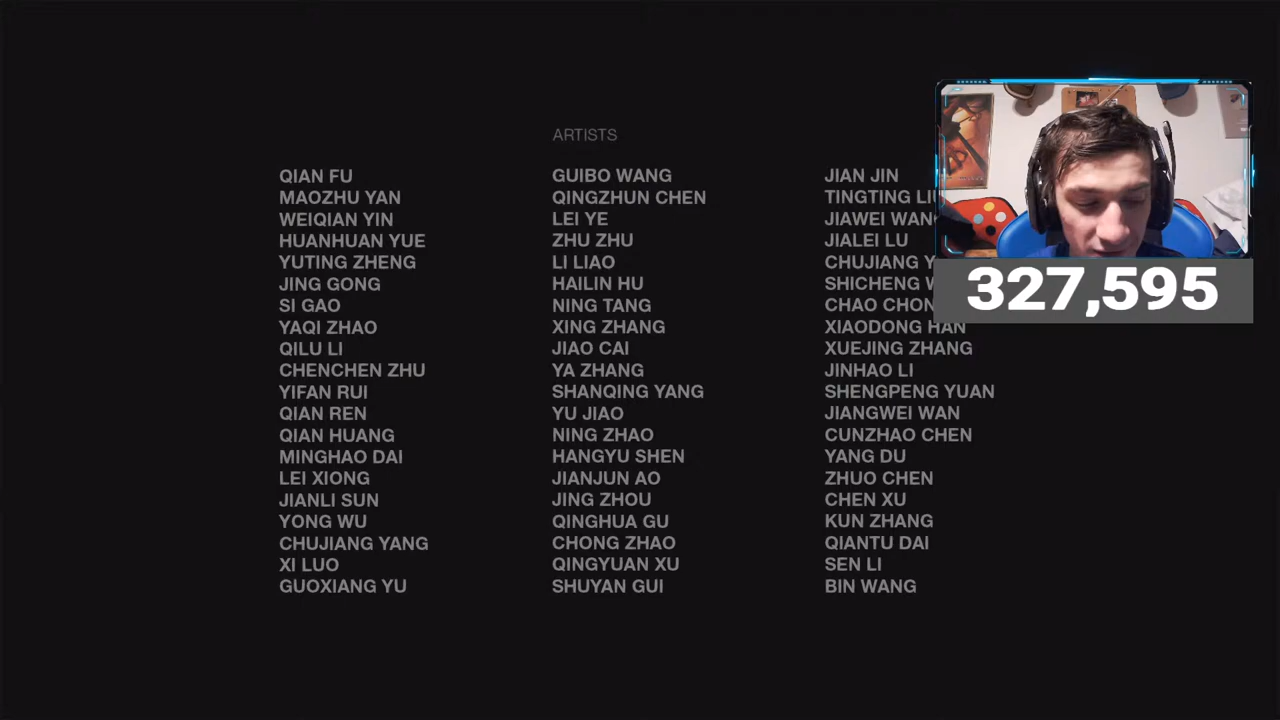 ARTISTS
QIAN FU
MAOZHU YAN
WEIQIAN YIN
HUANHUAN YUE
YUTING ZHENG
JING GONG
SI GAO
YAQI ZHAO
QILU LI
CHENCHEN ZHU
YIFAN RUI
QIAN REN
QIAN HUANG
MINGHAO DAI
LEI XIONG
JIANLI SUN
YONG WU
CHUJIANG YANG
XI LUO
GUOXIANG YU
GUIBO WANG
QINGZHUN CHEN
LEI YE
ZHU ZHU
LI LIAO
HAILIN HU
NING TANG
XING ZHANG
JIAO CAI
YA ZHANG
SHANQING YANG
YU JIAO
NING ZHAO
HANGYU SHEN
JIANJUN AO
JING ZHOU
QINGHUA GU
CHONG ZHAO
QINGYUAN XU
SHUYAN GUI
JIAN JIN
TINGTING
JIAWEI
JIALEI LU
CHUJIANG
SHICHENG
CHAO
XIAODONG HAN
XUEJING ZHANG
JINHAO LI
SHENGPENG YUAN
JIANGWEI WAN
CUNZHAO CHEN
YANG DU
ZHUO CHEN
CHEN XU
KUN ZHANG
QIANTU DAI
SEN LI
BIN WANG
327,595